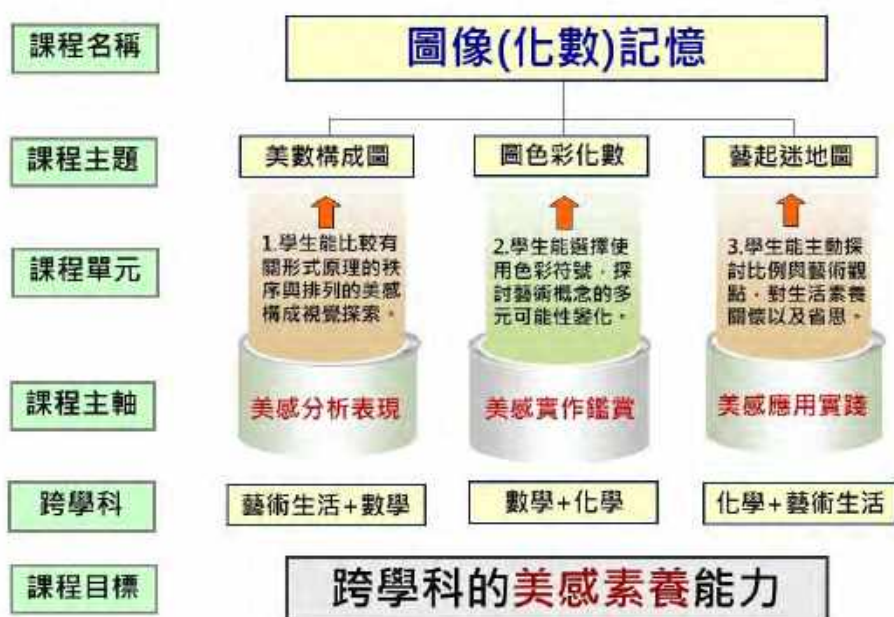 課程名稱
圖像(化數)記憶
課程主題
美數構成圖
圖色彩化數
藝起迷地圖
課程單元
1.學生能比較有
關形式原理的秩
序與排列的美感
構成視覺探索。
2.學生能選擇使
用色彩符號，探
討藝術概念的多
元可能性變化。
3.學生能主動探
討比例與藝術觀
點，對生活素養
關懷以及省思。
課程主軸
美感分析表現
美感實作鑑賞
美感應用實踐
跨學科
藝術生活+數學
數學+化學
化學+藝術生活
課程目標
跨學科的美感素養能力